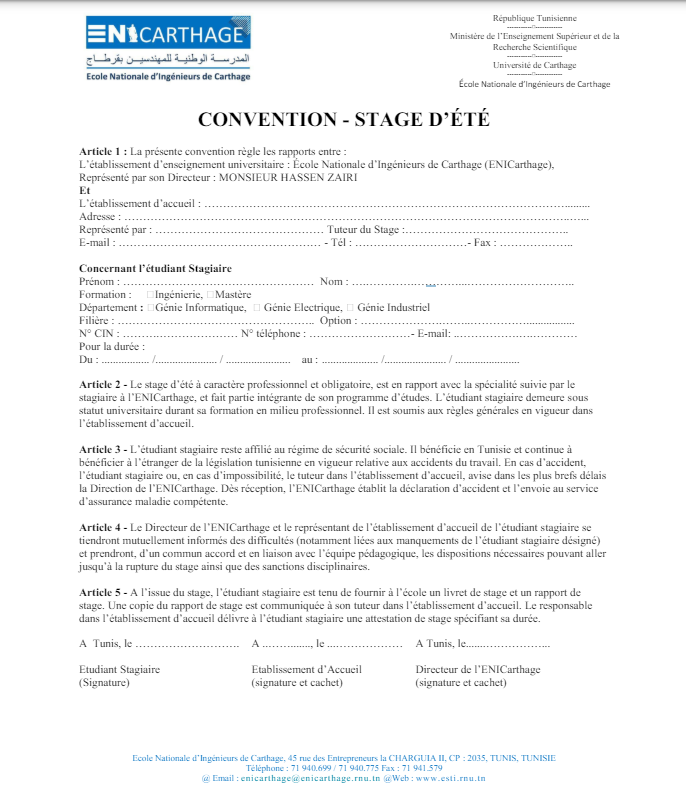 ENICARTHAGE
المدرسة الوطنية للمهندسين بقرطاج
Ecole Nationale d'Ingénieurs de Carthage
République Tunisienne
------------*------------
Ministère de l'Enseignement Supérieur et de la
Recherche Scientifique
------------*------------
Université de Carthage
------------*------------
École Nationale d'Ingénieurs de Carthage
CONVENTION - STAGE D'ÉTÉ
Article 1 : La présente convention règle les rapports entre :
L'établissement d'enseignement universitaire : École Nationale d'Ingénieurs de Carthage (ENICarthage),
Représenté par son Directeur : MONSIEUR HASSEN ZAIRI
Et
L'établissement d'accueil : ……………………………………………………………………………………….........
Adresse : ………………………………………………………………………………………………………………..…...
Représenté par : ………………………………………… Tuteur du Stage :………………………………………..
E-mail : ………………………………………………… - Tél : …………………………- Fax : ………………..
Concernant l'étudiant Stagiaire
Prénom : ……………………………………………… Nom : ……………….…...……...…………………………..
Formation : ☐Ingénierie, ☐Mastère
Département : ☐Génie Informatique, ☐ Génie Electrique, ☐ Génie Industriel
Filière : ……………………………………………….. Option : …………………………..……………...................
N° CIN : …………………………… N° téléphone : ………………………- E-mail: ………………….…………
Pour la durée :
Du : .................. /....................... / ........................ au : ..................... /....................... / ........................
Article 2 - Le stage d'été à caractère professionnel et obligatoire, est en rapport avec la spécialité suivie par le
stagiaire à l'ENICarthage, et fait partie intégrante de son programme d'études. L'étudiant stagiaire demeure sous
statut universitaire durant sa formation en milieu professionnel. Il est soumis aux règles générales en vigueur dans
l'établissement d'accueil.
Article 3 - L'étudiant stagiaire reste affilié au régime de sécurité sociale. Il bénéficie en Tunisie et continue à
bénéficier à l'étranger de la législation tunisienne en vigueur relative aux accidents du travail. En cas d'accident,
l'étudiant stagiaire ou, en cas d'impossibilité, le tuteur dans l'établissement d'accueil, avise dans les plus brefs délais
la Direction de l'ENICarthage. Dès réception, l'ENICarthage établit la déclaration d'accident et l'envoie au service
d'assurance maladie compétente.
Article 4 - Le Directeur de l'ENICarthage et le représentant de l'établissement d'accueil de l'étudiant stagiaire se
tiendront mutuellement informés des difficultés (notamment liées aux manquements de l'étudiant stagiaire désigné)
et prendront, d'un commun accord et en liaison avec l'équipe pédagogique, les dispositions nécessaires pouvant aller
jusqu'à la rupture du stage ainsi que des sanctions disciplinaires.
Article 5 - A l'issue du stage, l'étudiant stagiaire est tenu de fournir à l'école un livret de stage et un rapport de
stage. Une copie du rapport de stage est communiquée à son tuteur dans l'établissement d'accueil. Le responsable
dans l'établissement d'accueil délivre à l'étudiant stagiaire une attestation de stage spécifiant sa durée.
A Tunis, le ………………………. A ………........, le ………………… A Tunis, le.......……………..
Etudiant Stagiaire Etablissement d'Accueil Directeur de l'ENICarthage
(Signature) (signature et cachet) (signature et cachet)
Ecole Nationale d'Ingénieurs de Carthage, 45 rue des Entrepreneurs la CHARGUIA II, CP : 2035, TUNIS, TUNISIE
Téléphone : 71 940.699 / 71 940.775 Fax : 71 941.579
@ Email : enicarthage@enicarthage.rnu.tn @Web : www.esti.rnu.tn